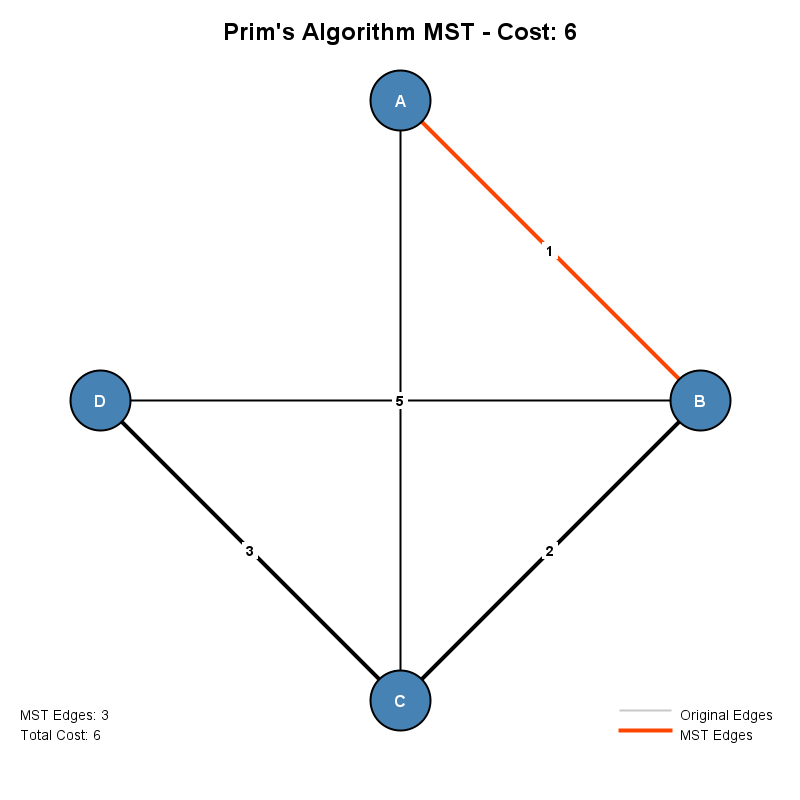 Prim's Algorithm MST - Cost: 6
A
1
D
5
B
3
2
C
MST Edges: 3
Total Cost: 6
Original Edges
MST Edges